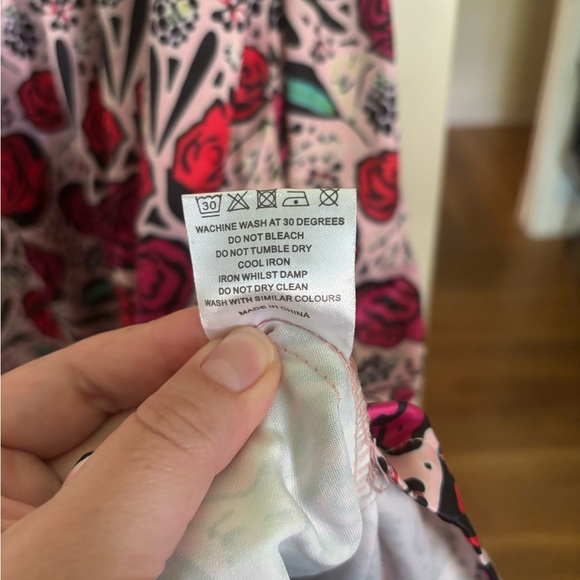 30
WACHINE WASH AT 30 DEGREES
DO NOT BLEACH
DO NOT TUMBLE DRY
COOL IRON
IRON WHILST DAMP
DO NOT DRY CLEAN
WASH WITH SIMILAR COLOURS
MADE IN CHINA